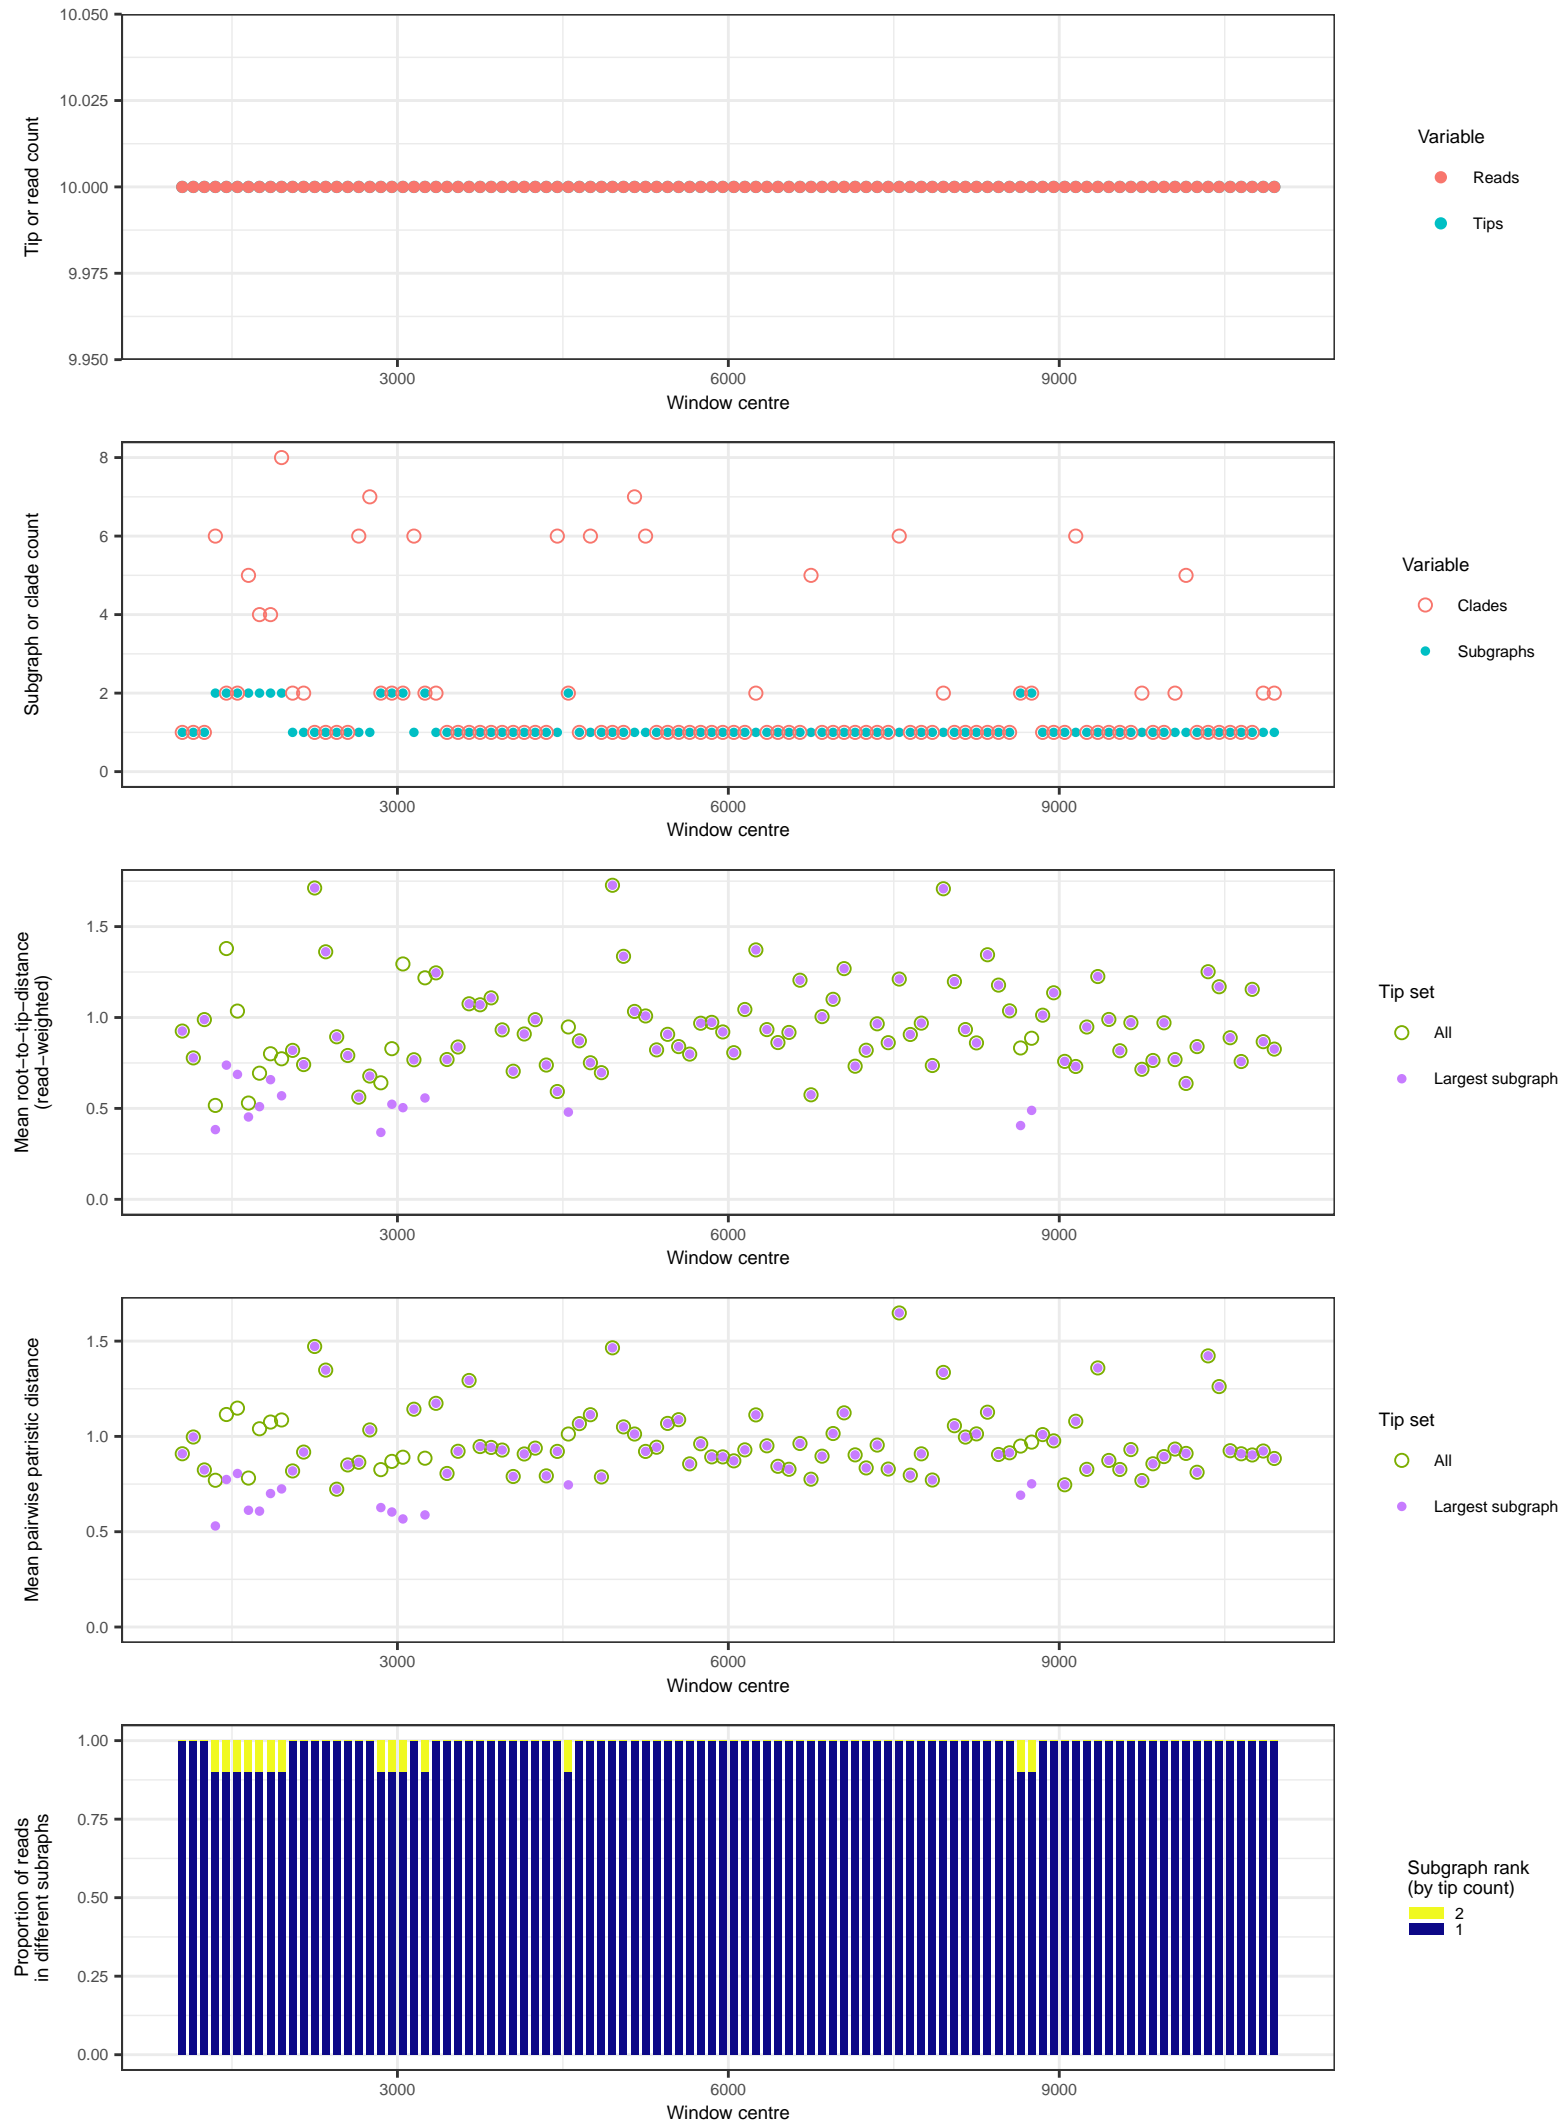 10.050
10.025
10.000
9.975
9.950
Tip or read count
3000
6000
9000
Window centre
Variable
Reads
Tips
8
6
4
2
0
Subgraph or clade count
3000
6000
9000
Window centre
Variable
Clades
Subgraphs
1.5
1.0
0.5
0.0
Mean root−to−tip−distance
(read−weighted)
3000
6000
9000
Window centre
Tip set
All
Largest subgraph
1.5
1.0
0.5
0.0
Mean pairwise patristic distance
3000
6000
9000
Window centre
Tip set
All
Largest subgraph
1.00
0.75
0.50
0.25
0.00
Proportion of reads
in different subraphs
3000
6000
9000
Window centre
Subgraph rank
(by tip count)
2
1